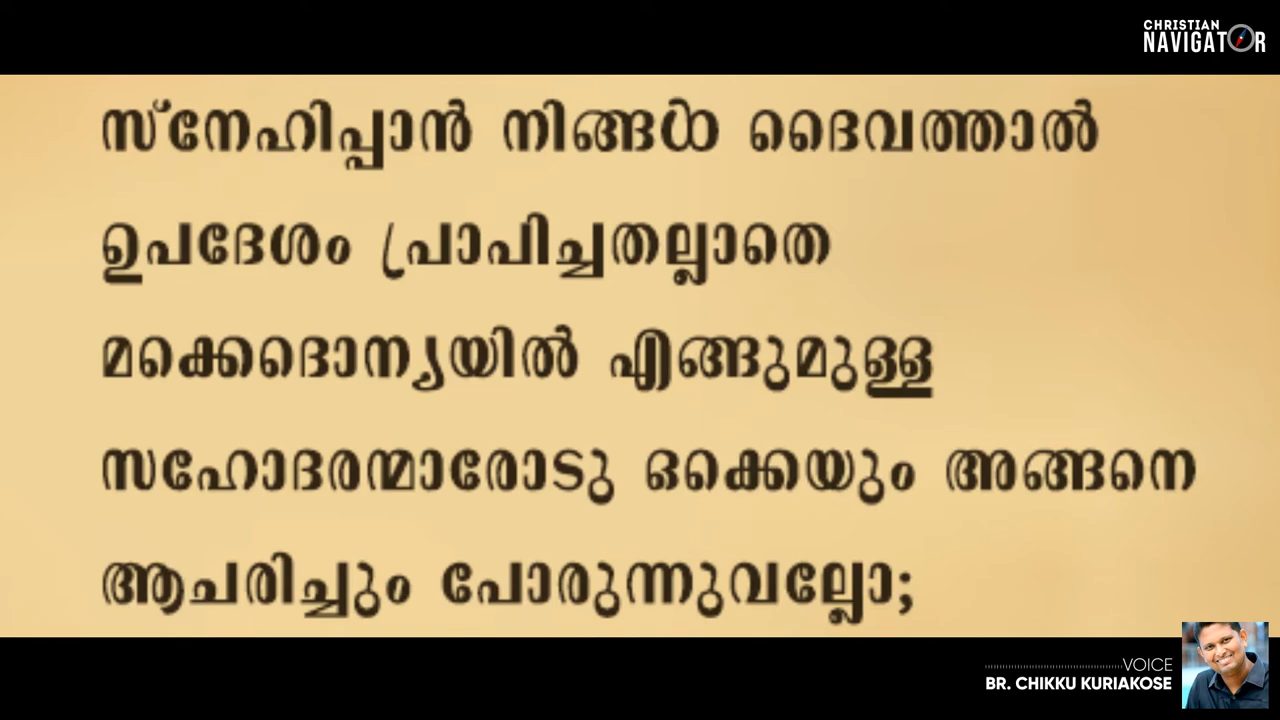 CHRISTIAN
NAVIGATOR
സ്നേഹിപ്പാൻ നിങ്ങൾ ദൈവത്താൽ
ഉപദേശം പ്രാപിച്ചതല്ലാതെ
മക്കെദൊന്യയിൽ എങ്ങുമുള്ള
സഹോദരന്മാരോടു ഒക്കെയും അങ്ങനെ
ആചരിച്ചും പോരുന്നുവല്ലോ;
VOICE
BR. CHIKKU KURIAKOSE